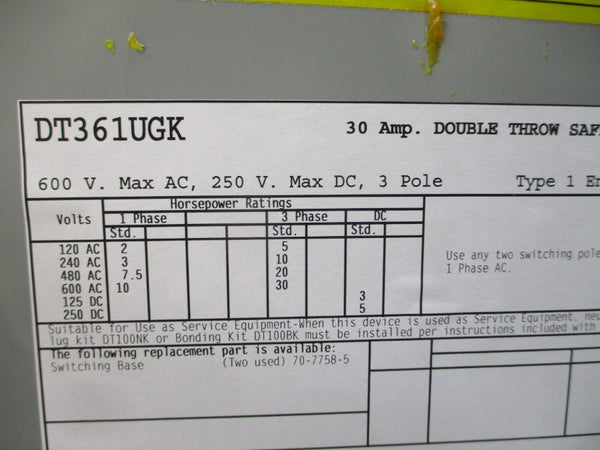 DT361UGK 30 Amp. DOUBLE THROW
600 V. Max AC, 250 V. Max DC, 3 Pole Type 1
Horsepower Ratings
Volts 1 Phase 3 Phase DC
Std. Std. Std.
120 AC 2 5
240 AC 3 10
480 AC 7.5 20
600 AC 10 30
125 DC 3
250 DC 5
Use any two switching pole
1 Phase AC.
Suitable for Use as Service Equipment-When this device is used as Service Equipment.
lug kit DT100NK or Bonding Kit DT100BK must be installed per instructions included with
The following replacement part is available:
Switching Base (Two used) 70-7758-5